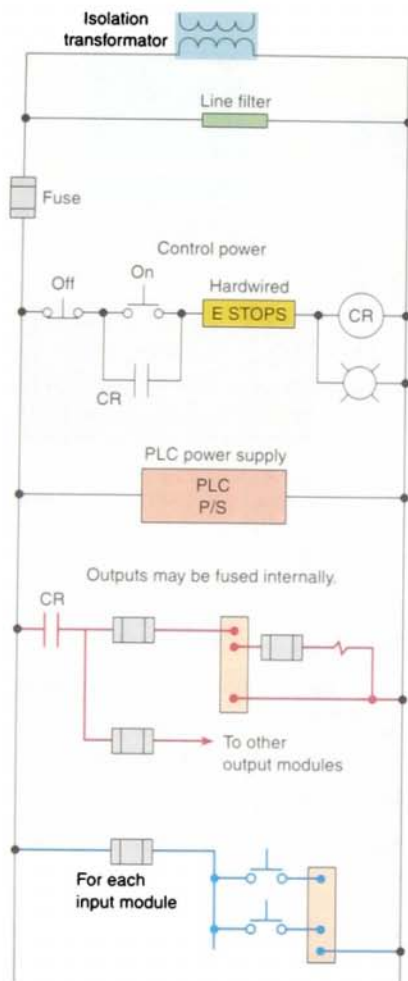 Isolation
transformator
Line filter
Fuse
Control power
Off
On
Hardwired
E STOPS
CR
CR
PLC power supply
PLC
P/S
Outputs may be fused internally.
CR
To other
output modules
For each
input module